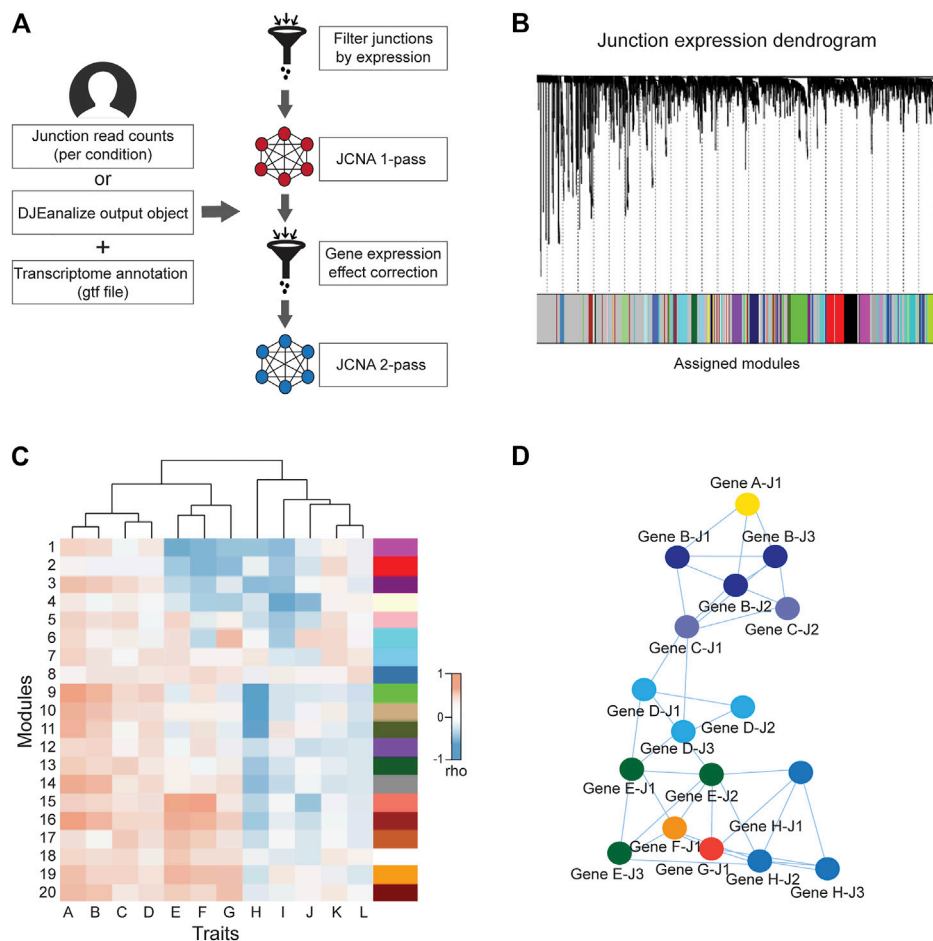 A
Filter junctions
by expression
Junction read counts
(per condition)
or
DJEanalize output object
+
Transcriptome annotation
(gtf file)
JCNA 1-pass
Gene expression
effect correction
JCNA 2-pass
B
Junction expression dendrogram
Assigned modules
C
Modules
1
2
3
4
5
6
7
8
9
10
11
12
13
14
15
16
17
18
19
20
A B C D E F G H I J K L
Traits
1
0
-1
rho
D
Gene A-J1
Gene B-J1
Gene B-J3
Gene B-J2
Gene C-J2
Gene C-J1
Gene D-J1
Gene D-J2
Gene D-J3
Gene E-J1
Gene E-J2
Gene H-J1
Gene F-J1
Gene G-J1
Gene E-J3
Gene H-J2
Gene H-J3